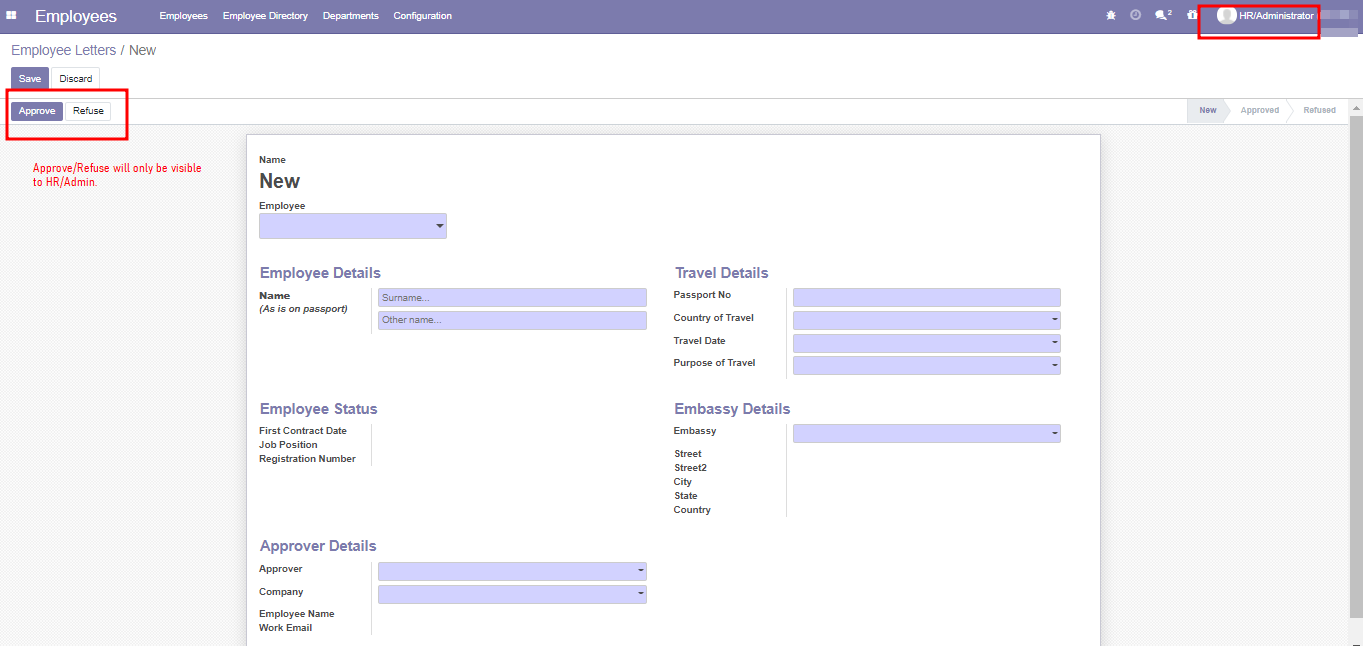 Employees
Employees Employee Directory Departments Configuration
2
HR/Administrator
Employee Letters / New
Save Discard
Approve Refuse
New Approved Refused
Approve/Refuse will only be visible
to HR/Admin.
Name
New
Employee
Employee Details
Name
(As is on passport)
Surname...
Other name...
Travel Details
Passport No
Country of Travel
Travel Date
Purpose of Travel
Employee Status
First Contract Date
Job Position
Registration Number
Embassy Details
Embassy
Street
Street2
City
State
Country
Approver Details
Approver
Company
Employee Name
Work Email